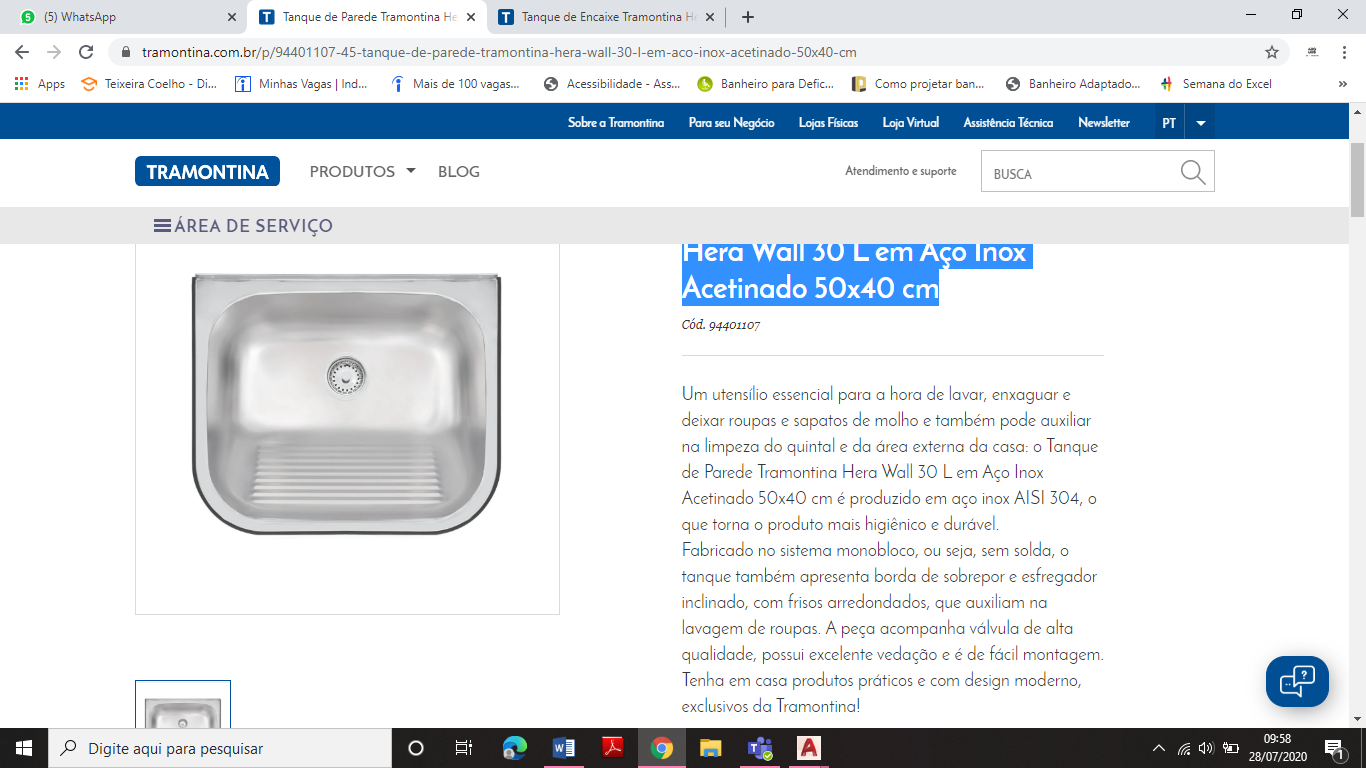 (5) WhatsApp
Tanque de Parede Tramontina He
Tanque de Encaixe Tramontina He
tramontina.com.br/p/94401107-45-tanque-de-parede-tramontina-hera-wall-30-l-em-aco-inox-acetinado-50x40-cm
Apps
Teixeira Coelho - Di...
Minhas Vagas | Ind...
Mais de 100 vagas...
Acessibilidade - Ass...
Banheiro para Defic...
Como projetar ban...
Banheiro Adaptado...
Semana do Excel
Sobre a Tramontina
Para seu Negócio
Lojas Físicas
Loja Virtual
Assistência Técnica
Newsletter
PT
TRAMONTINA
PRODUTOS
BLOG
Atendimento e suporte
BUSCA
ÁREA DE SERVIÇO
Hera Wall 30 L em Aço Inox
Acetinado 50x40 cm
Cód. 94401107
Um utensílio essencial para a hora de lavar, enxaguar e
deixar roupas e sapatos de molho e também pode auxiliar
na limpeza do quintal e da área externa da casa: o Tanque
de Parede Tramontina Hera Wall 30 L em Aço Inox
Acetinado 50x40 cm é produzido em aço inox AISI 304, o
que torna o produto mais higiênico e durável.
Fabricado no sistema monobloco, ou seja, sem solda, o
tanque também apresenta borda de sobrepor e esfregador
inclinado, com frisos arredondados, que auxiliam na
lavagem de roupas. A peça acompanha válvula de alta
qualidade, possui excelente vedação e é de fácil montagem.
Tenha em casa produtos práticos e com design moderno,
exclusivos da Tramontina!
Digite aqui para pesquisar
09:58
28/07/2020
1